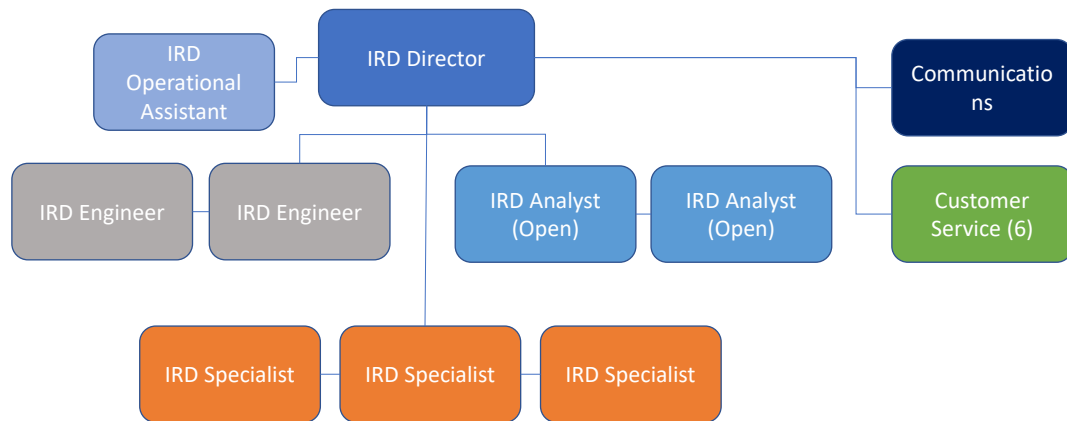 IRD
Operational
Assistant
IRD Director
Communicatio
ns
IRD Engineer
IRD Engineer
IRD Analyst
(Open)
IRD Analyst
(Open)
Customer
Service (6)
IRD Specialist
IRD Specialist
IRD Specialist